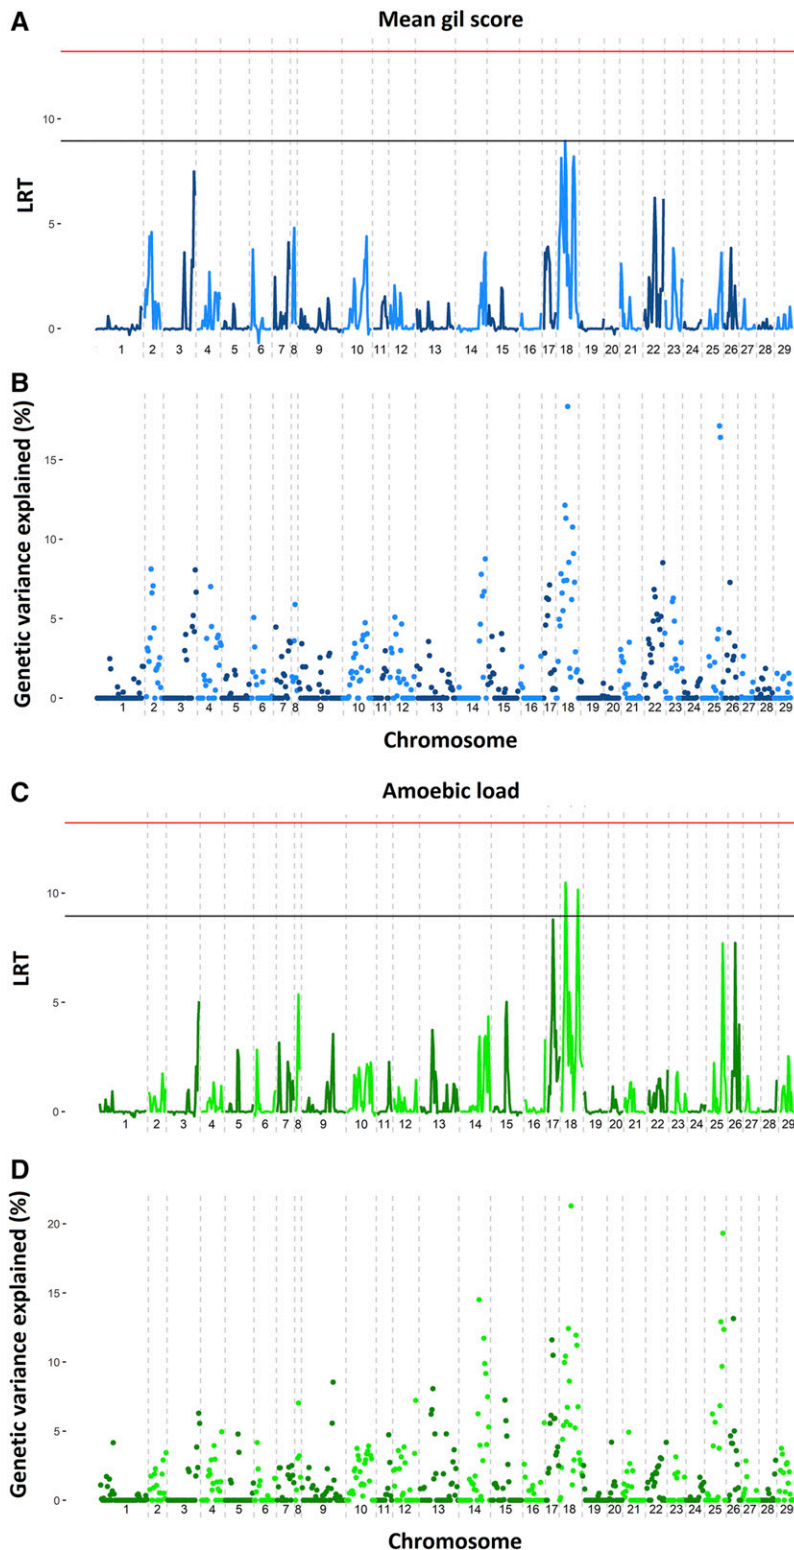 A
Mean gil score
10
5
0
LRT
1 2 3 4 5 6 7 8 9 10 11 12 13 14 15 16 17 18 19 20 21 22 23 24 25 26 27 28 29
B
15
10
5
0
Genetic variance explained (%)
1 2 3 4 5 6 7 8 9 10 11 12 13 14 15 16 17 18 19 20 21 22 23 24 25 26 27 28 29
Chromosome
C
Amoebic load
10
5
0
LRT
1 2 3 4 5 6 7 8 9 10 11 12 13 14 15 16 17 18 19 20 21 22 23 24 25 26 27 28 29
D
20
15
10
5
0
Genetic variance explained (%)
1 2 3 4 5 6 7 8 9 10 11 12 13 14 15 16 17 18 19 20 21 22 23 24 25 26 27 28 29
Chromosome